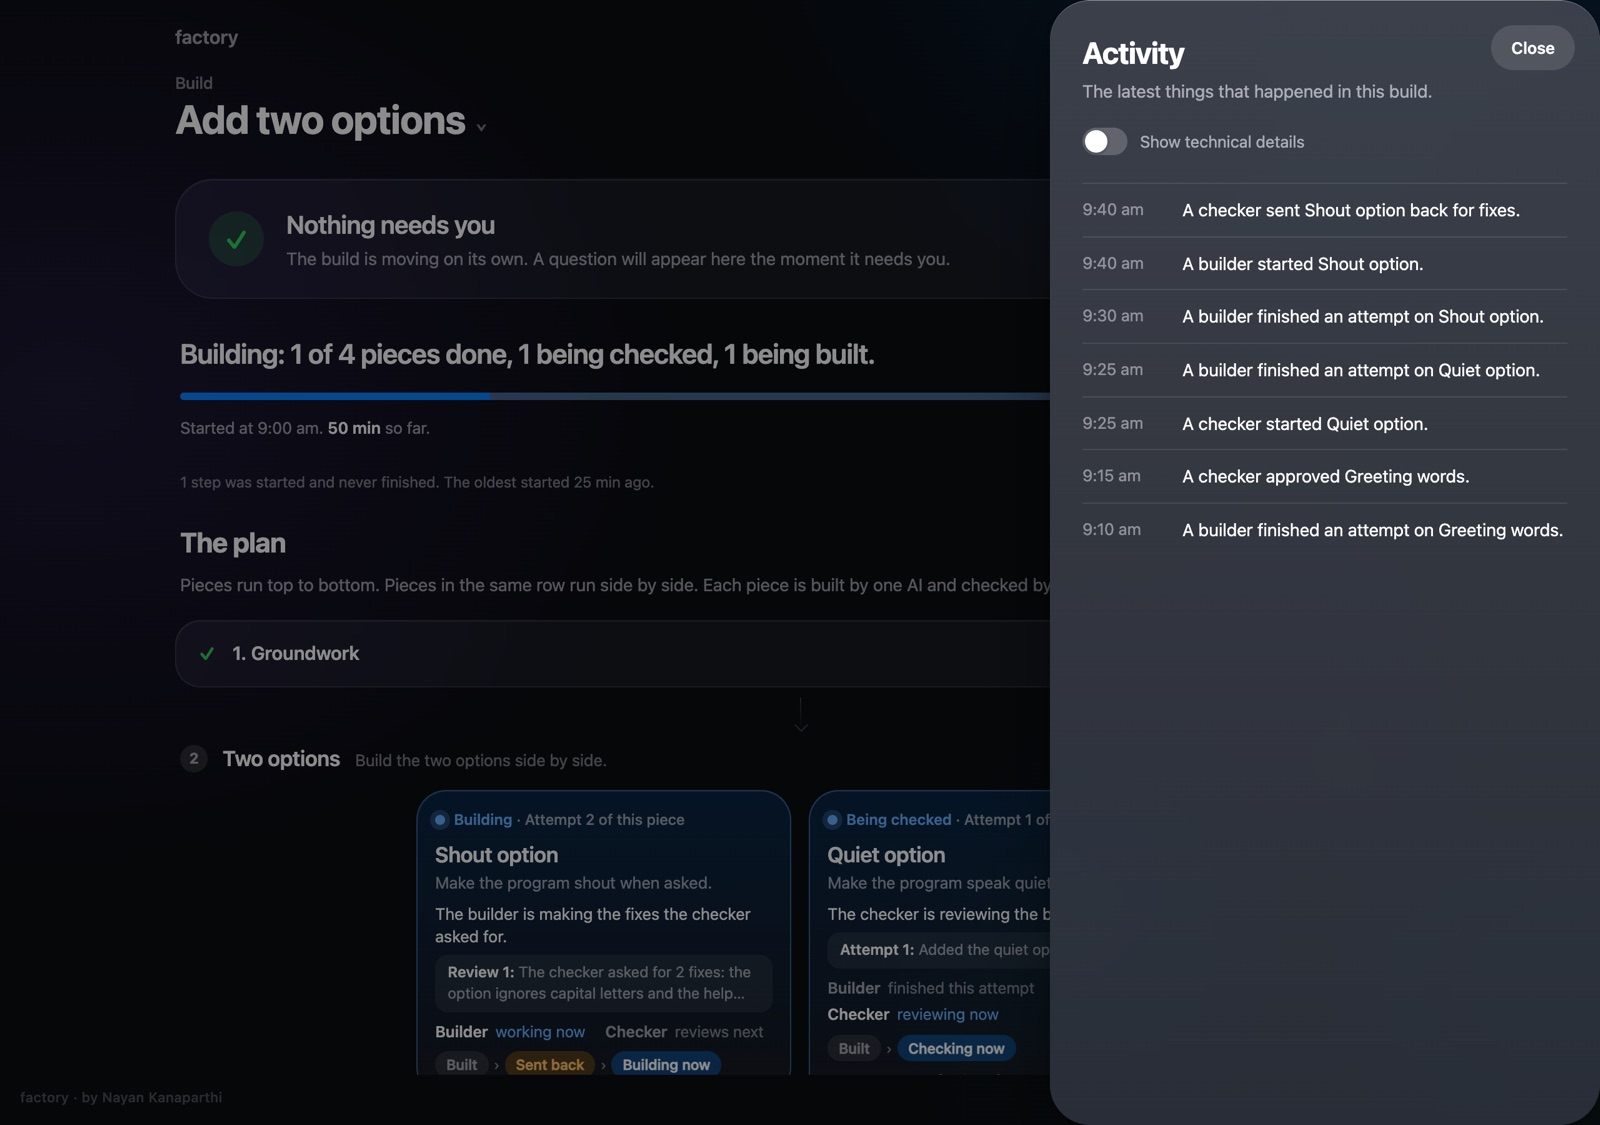 factory
Build
Add two options
Nothing needs you
The build is moving on its own. A question will appear here the moment it needs you.
Building: 1 of 4 pieces done, 1 being checked, 1 being built.
Started at 9:00 am. 50 min so far.
1 step was started and never finished. The oldest started 25 min ago.
The plan
Pieces run top to bottom. Pieces in the same row run side by side. Each piece is built by one AI and checked by
1. Groundwork
2 Two options Build the two options side by side.
Building · Attempt 2 of this piece
Shout option
Make the program shout when asked.
The builder is making the fixes the checker
asked for.
Review 1: The checker asked for 2 fixes: the
option ignores capital letters and the help...
Builder working now Checker reviews next
Built › Sent back › Building now
Being checked · Attempt 1 of
Quiet option
Make the program speak quiet
The checker is reviewing the b
Attempt 1: Added the quiet op
Builder finished this attempt
Checker reviewing now
Built › Checking now
factory · by Nayan Kanaparthi
Activity
Close
The latest things that happened in this build.
Show technical details
9:40 am A checker sent Shout option back for fixes.
9:40 am A builder started Shout option.
9:30 am A builder finished an attempt on Shout option.
9:25 am A builder finished an attempt on Quiet option.
9:25 am A checker started Quiet option.
9:15 am A checker approved Greeting words.
9:10 am A builder finished an attempt on Greeting words.